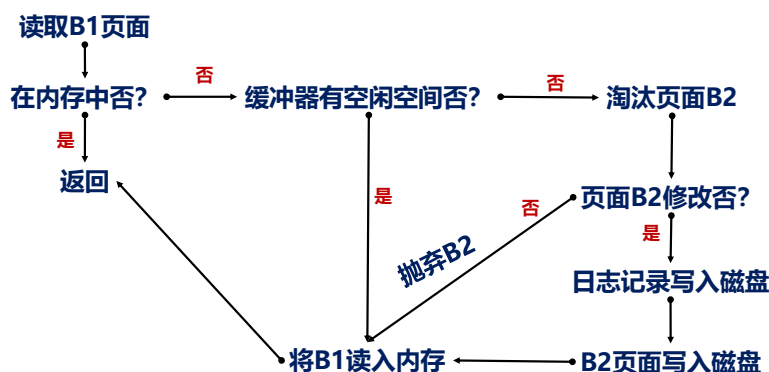 读取B1页面
在内存中否？
否
缓冲器有空闲空间否？
否
淘汰页面B2
是
返回
是
页面B2修改否？
否
是
抛弃B2
日志记录写入磁盘
将B1读入内存
B2页面写入磁盘